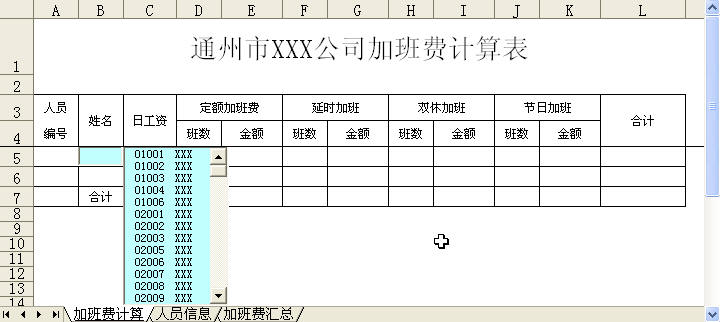 A B C D E F G H I J K L
1 通州市XXX公司加班费计算表
2
3 人员 姓名 日工资 定额加班费 延时加班 双休加班 节日加班 合计
4 编号 班数 金额 班数 金额 班数 金额 班数 金额
5 01001 XXX
01002 XXX
6 01003 XXX
7 合计 01004 XXX
01006 XXX
8 02001 XXX
9 02002 XXX
10 02003 XXX
02005 XXX
11 02006 XXX
12 02007 XXX
13 02008 XXX
14 02009 XXX
加班费计算 人员信息 加班费汇总